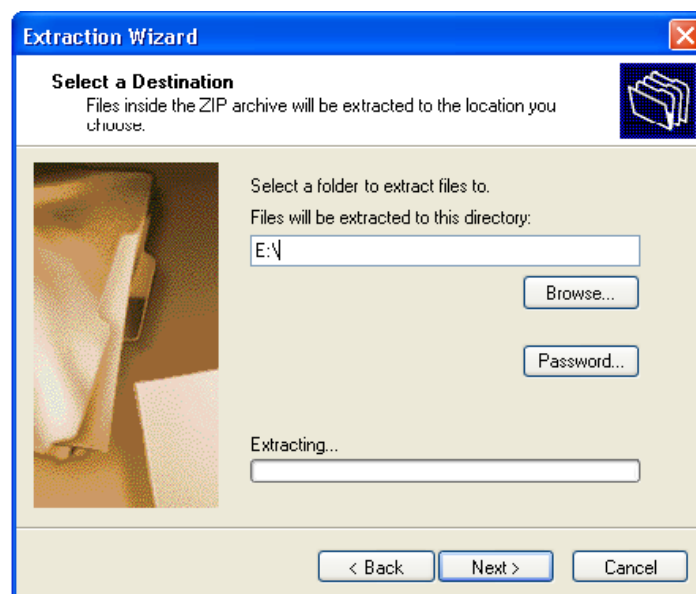 Extraction Wizard
Select a Destination
Files inside the ZIP archive will be extracted to the location you
choose.
Select a folder to extract files to.
Files will be extracted to this directory:
E:\
Browse...
Password...
Extracting...
< Back Next > Cancel